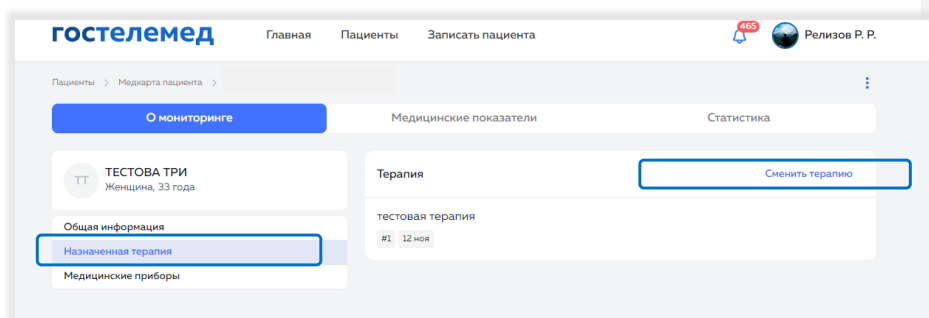 гостелемед Главная Пациенты Записать пациента 465 Релизов Р. Р.
Пациенты > Медкарта пациента >
О мониторинге Медицинские показатели Статистика
ТТ ТЕСТОВА ТРИ
Женщина, 33 года
Общая информация
Назначенная терапия
Медицинские приборы
Терапия Сменить терапию
тестовая терапия
#1 12 ноя